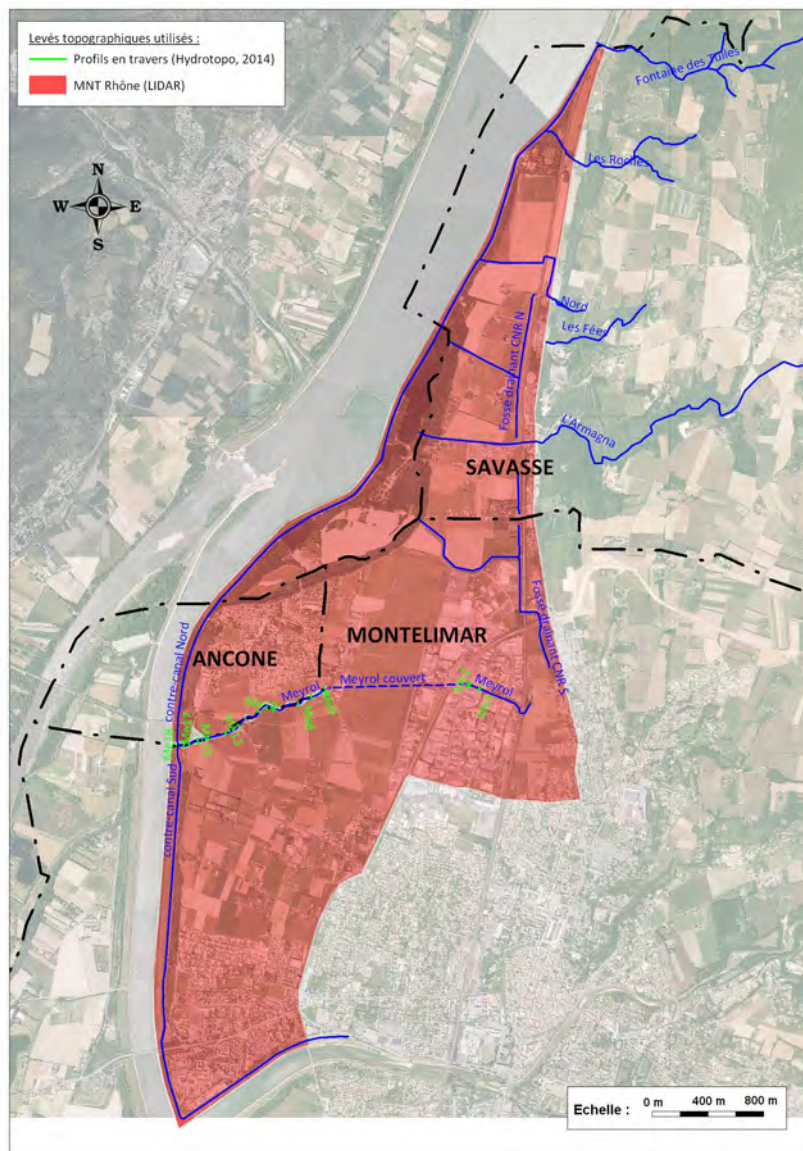 Levés topographiques utilisés :
Profils en travers (Hydrotopo, 2014)
MNT Rhône (LIDAR)
N
W E
S
Fontaine des Tuiles
Les Roches
Nord
Les Fées
Fossé drainant CNR N
L'Armagna
SAVASSE
Fossé drainant CNR S
MONTELIMAR
ANCONE
contre-canal Nord
Meyrol
Meyrol couvert
Meyrol
contre-canal Sud
Echelle :
0 m 400 m 800 m